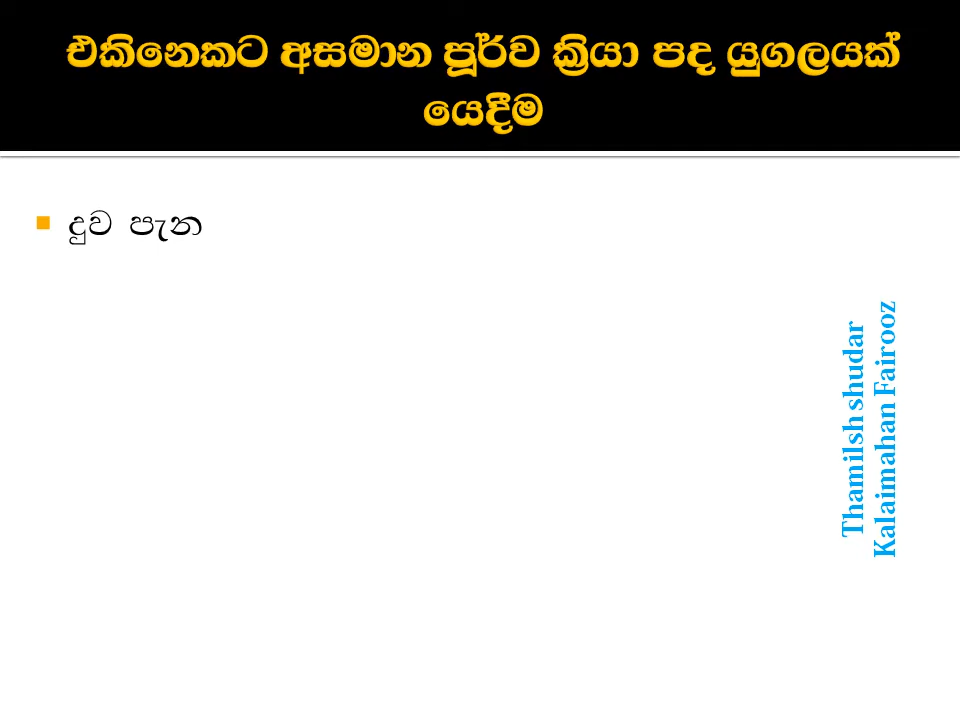 එකිනෙකට අසමාන පූර්ව ක්‍රියා පද යුගලයක්
යෙදීම
දුව පැන
Thamilsh shudar
Kalaimahan Fairooz